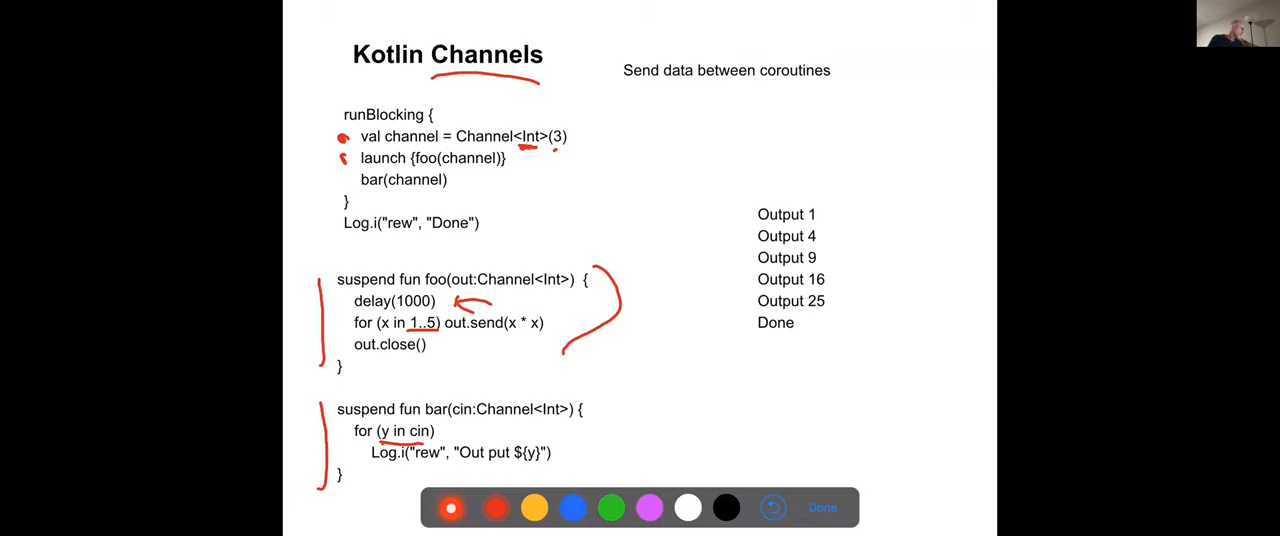 Kotlin Channels
Send data between coroutines
runBlocking {
val channel = Channel<Int>(3)
launch {foo(channel)}
bar(channel)
}
Log.i("rew", "Done")
suspend fun foo(out:Channel<Int>) {
delay(1000)
for (x in 1..5) out.send(x * x)
out.close()
}
suspend fun bar(cin:Channel<Int>) {
for (y in cin)
Log.i("rew", "Out put ${y}")
}
Output 1
Output 4
Output 9
Output 16
Output 25
Done
Done